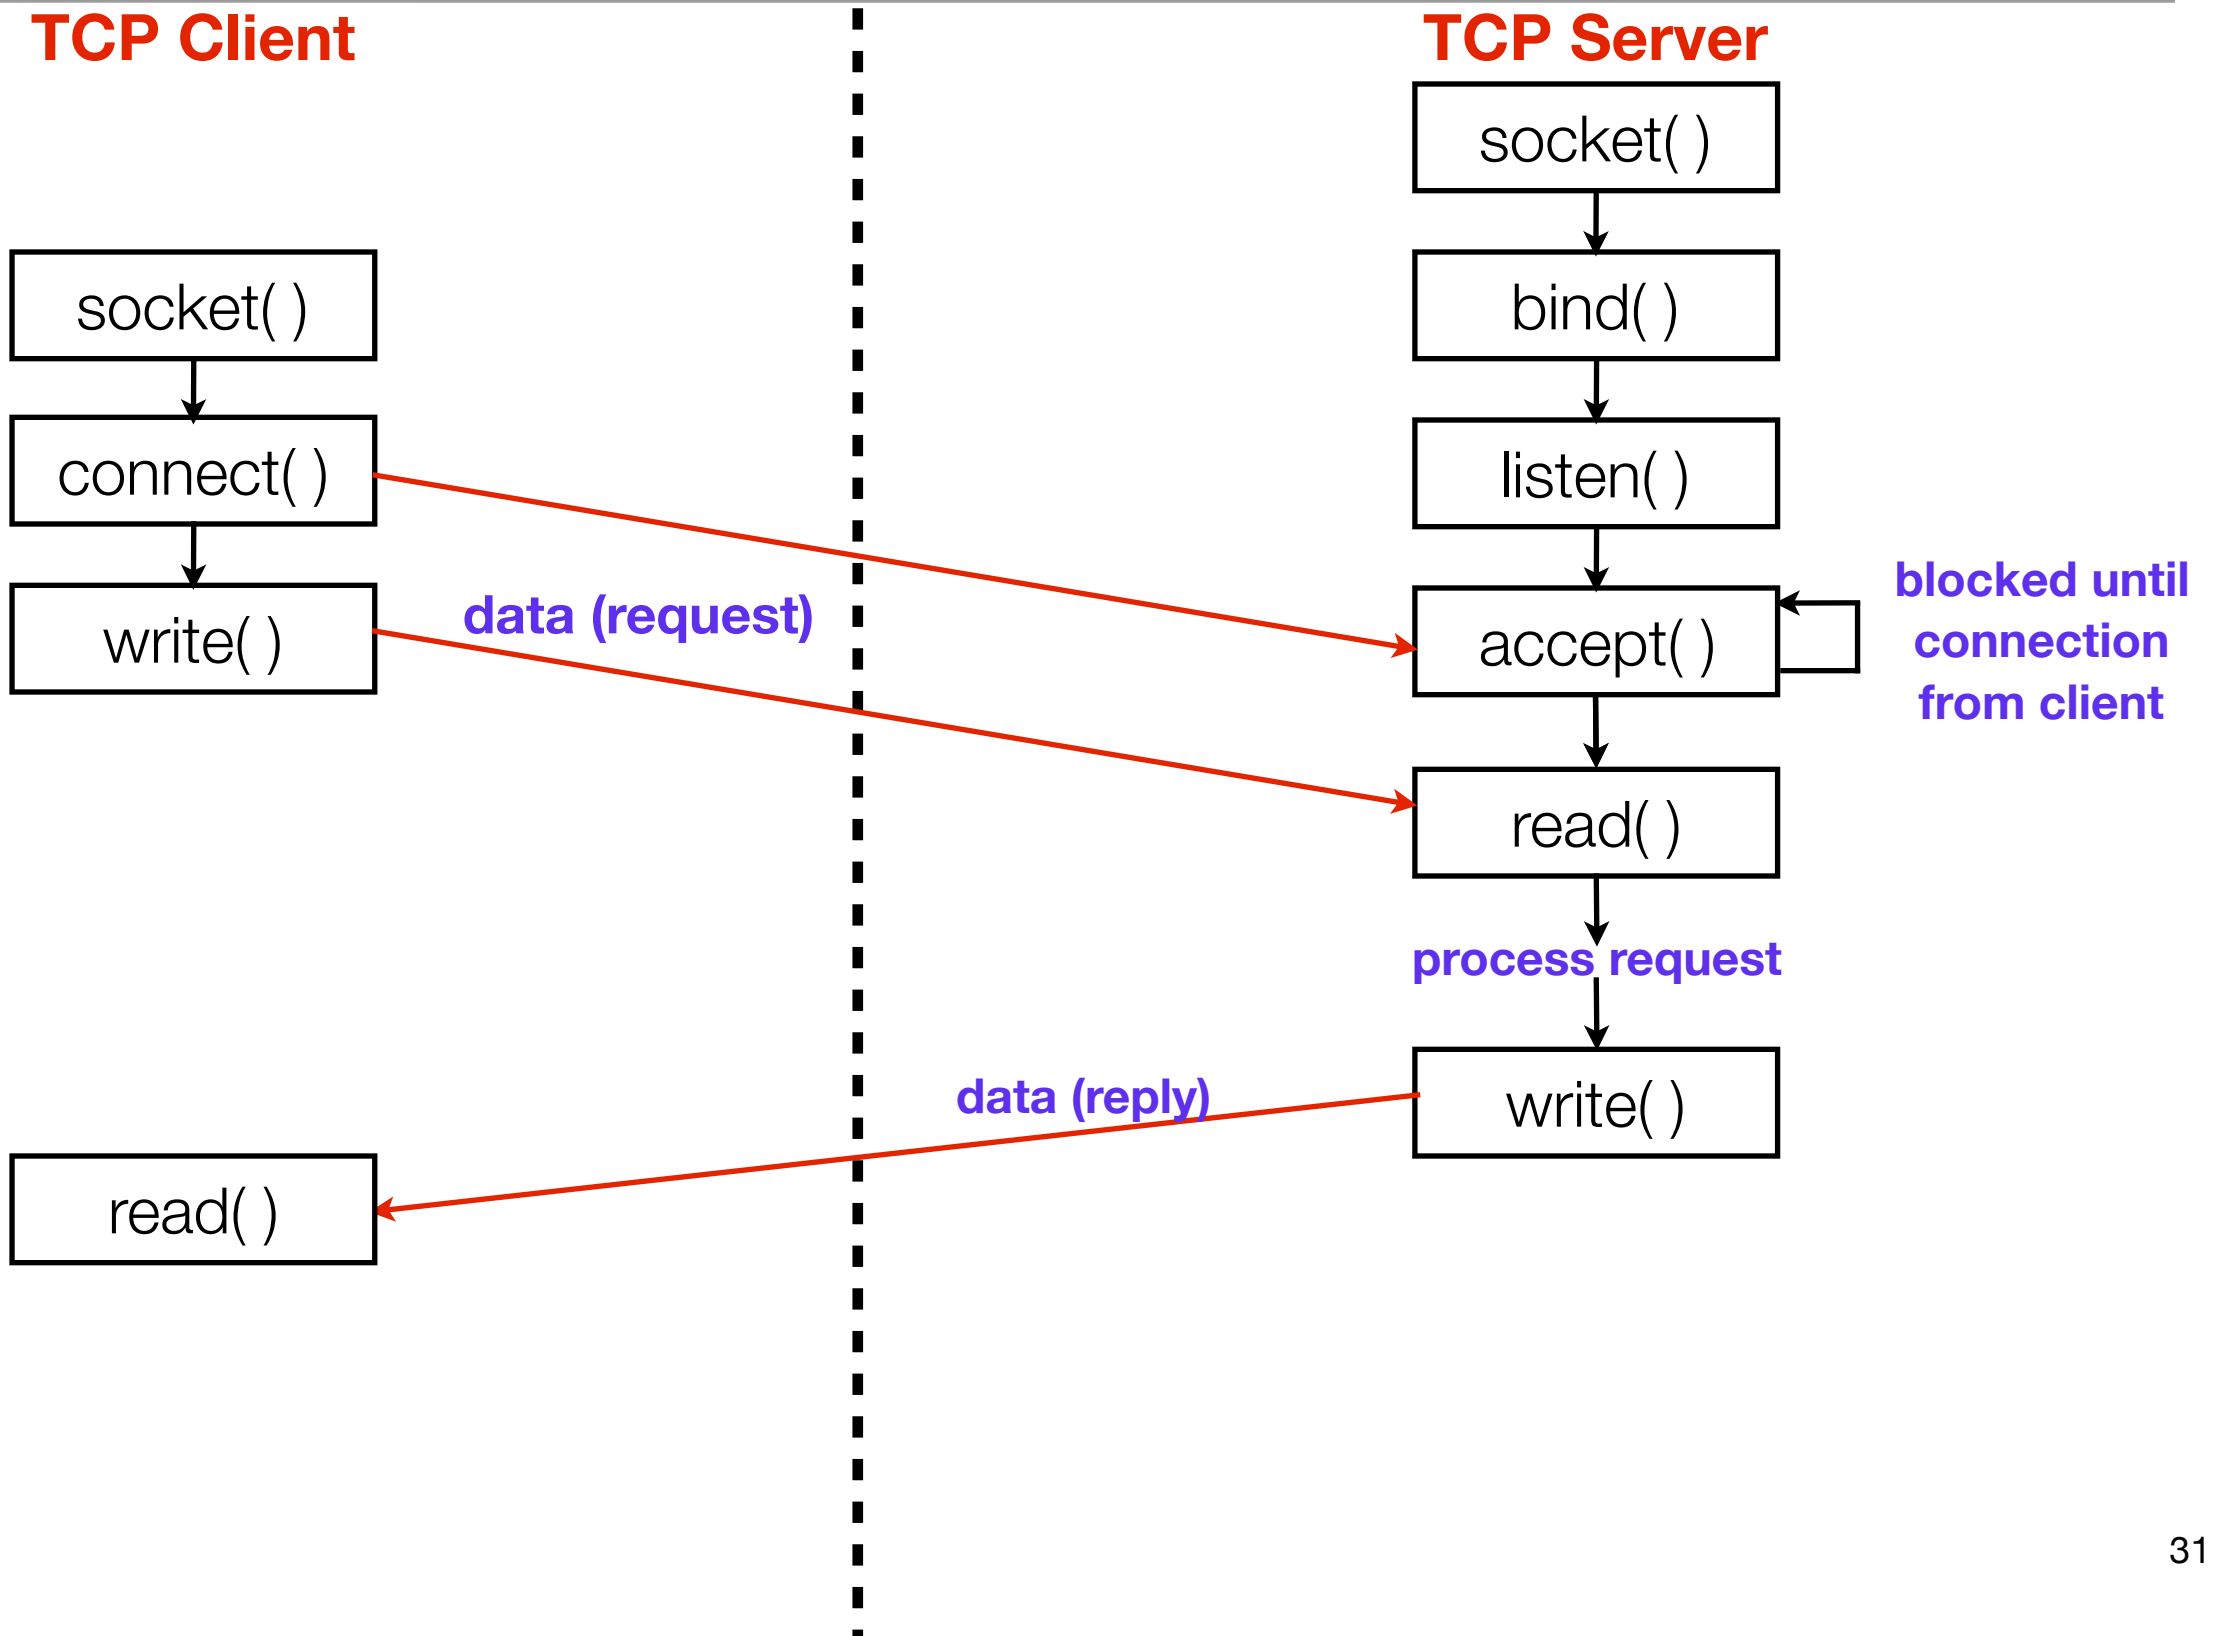 TCP Client
TCP Server
socket( )
socket( )
bind( )
connect( )
listen( )
write( )
data (request)
accept( )
blocked until
connection
from client
read( )
process request
data (reply)
write( )
read( )
31